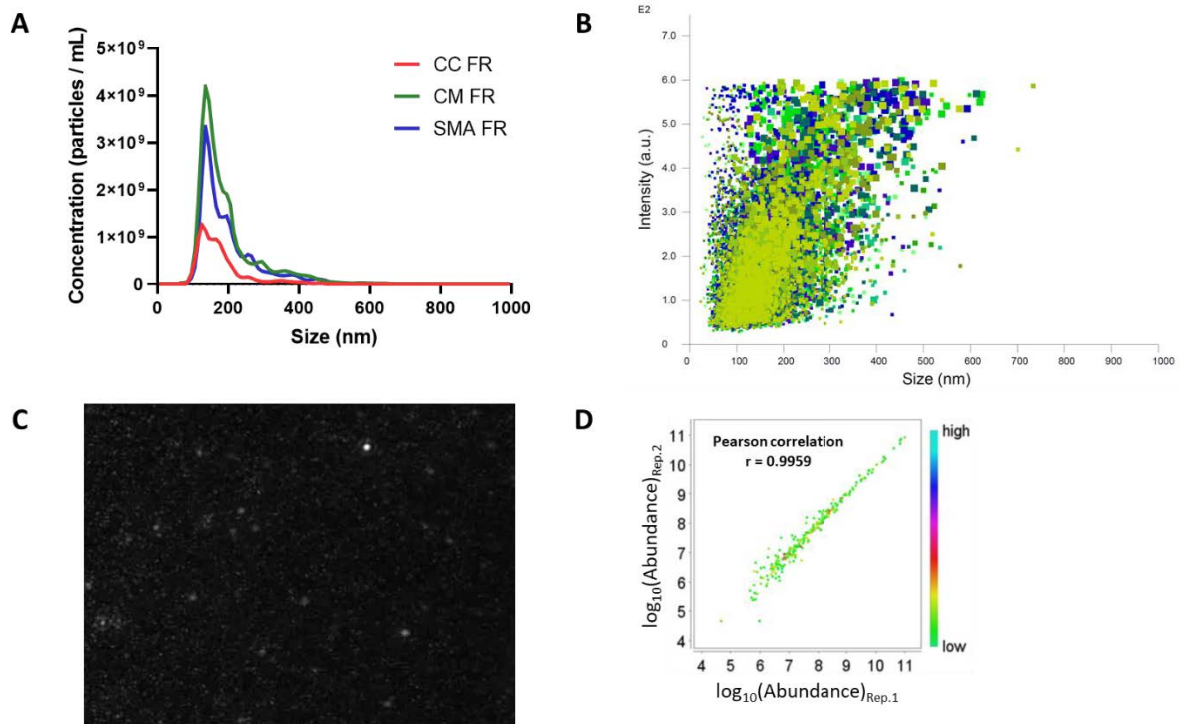 A
5×10⁹
4×10⁹
3×10⁹
2×10⁹
1×10⁹
0
Concentration (particles / mL)
0 200 400 600 800 1000
Size (nm)
CC FR
CM FR
SMA FR
B
E2
7.0
6.0
5.0
4.0
3.0
2.0
1.0
0
Intensity (a.u.)
0 100 200 300 400 500 600 700 800 900 1000
Size (nm)
C
D
Pearson correlation
r = 0.9959
11
10
9
8
7
6
5
4
log₁₀(Abundance)Rep.2
4 5 6 7 8 9 10 11
log₁₀(Abundance)Rep.1
high
low